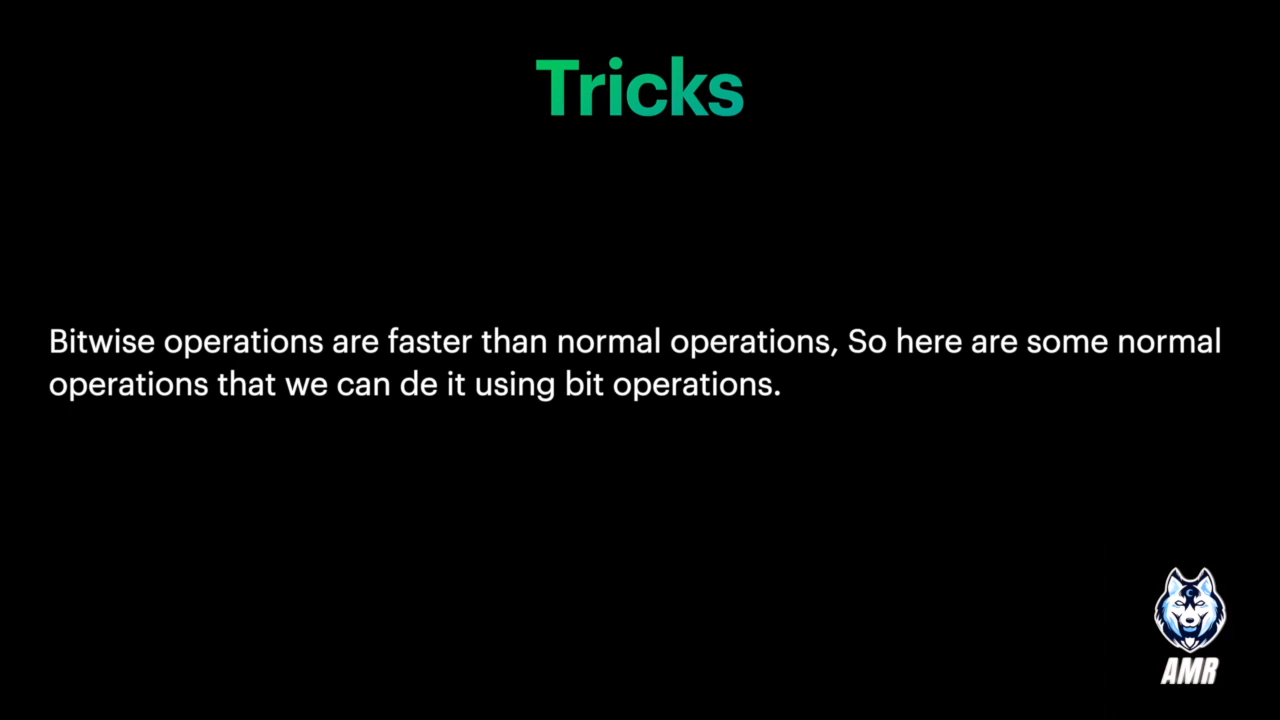 Tricks
Bitwise operations are faster than normal operations, So here are some normal
operations that we can de it using bit operations.
AMR